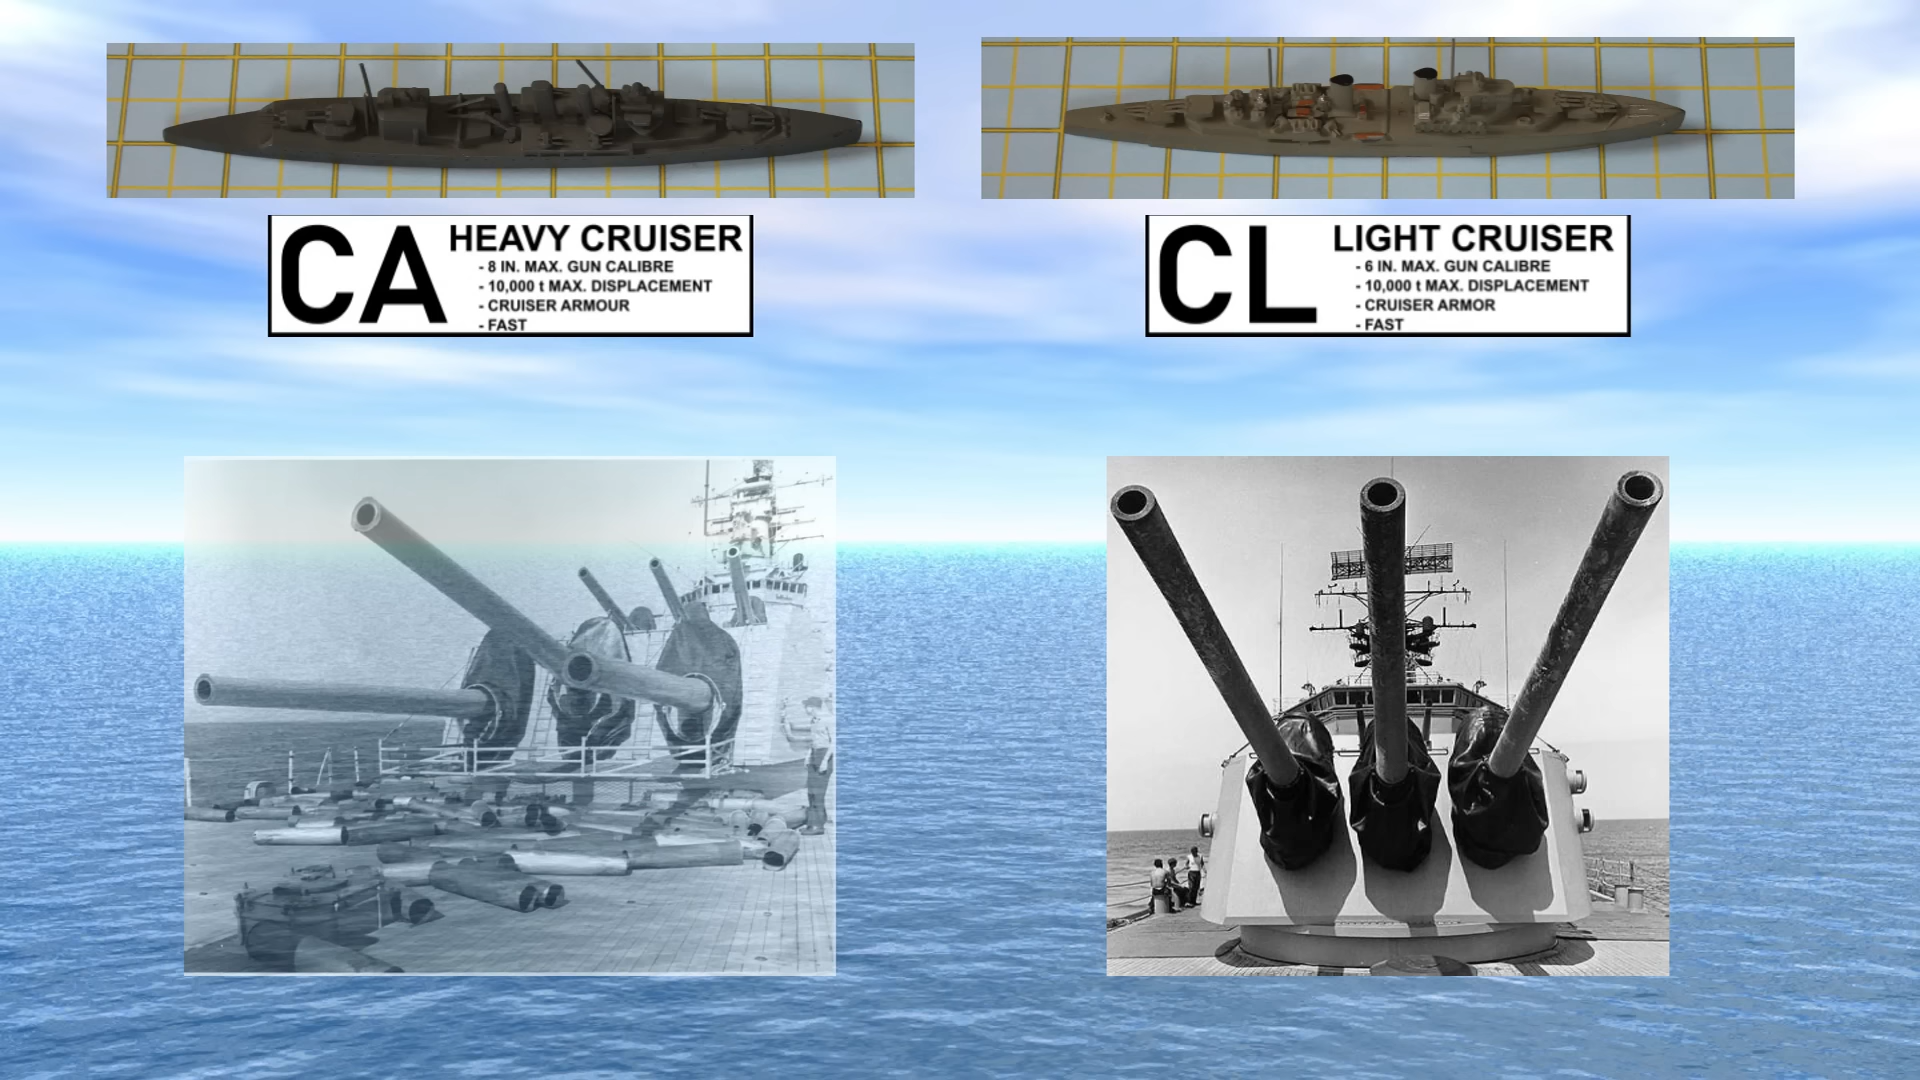 CA
HEAVY CRUISER
- 8 IN. MAX. GUN CALIBRE
- 10,000 t MAX. DISPLACEMENT
- CRUISER ARMOUR
- FAST
CL
LIGHT CRUISER
- 6 IN. MAX. GUN CALIBRE
- 10,000 t MAX. DISPLACEMENT
- CRUISER ARMOR
- FAST